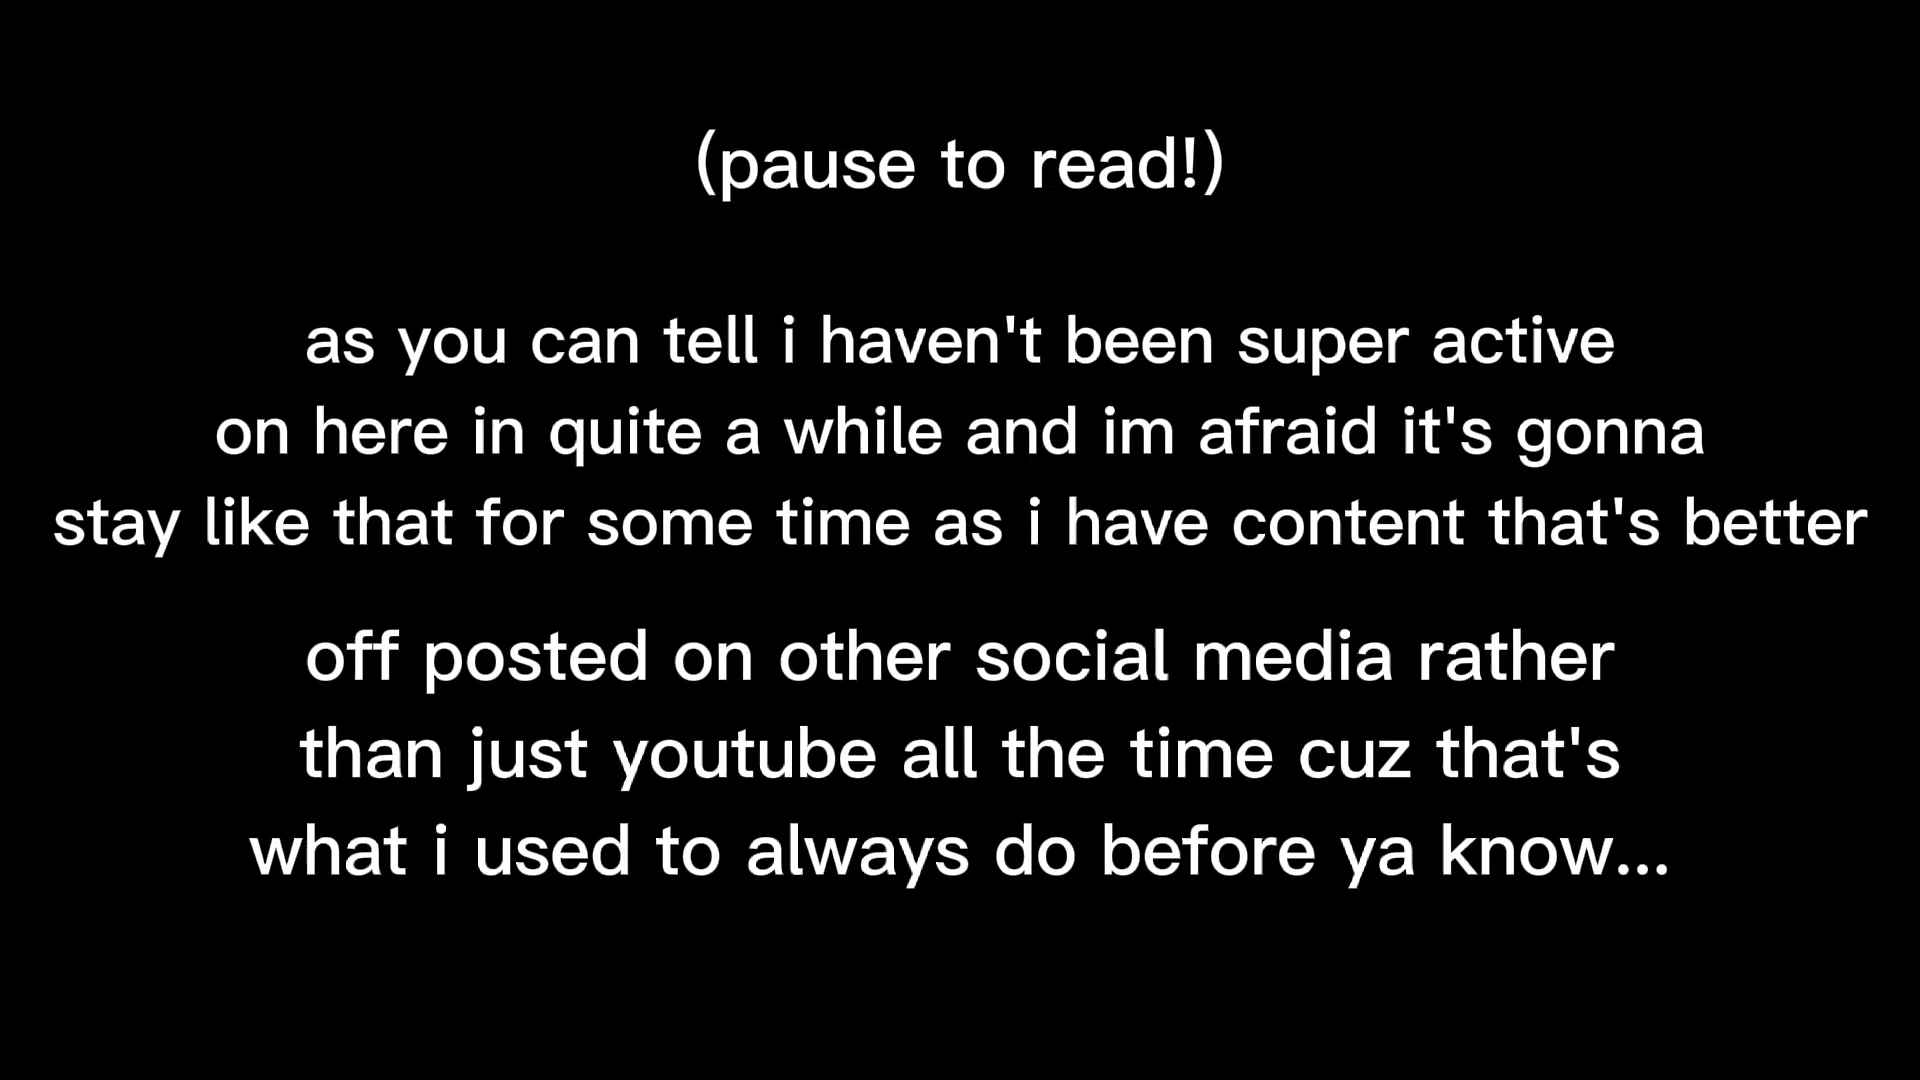 (pause to read!)
as you can tell i haven't been super active
on here in quite a while and im afraid it's gonna
stay like that for some time as i have content that's better
off posted on other social media rather
than just youtube all the time cuz that's
what i used to always do before ya know...